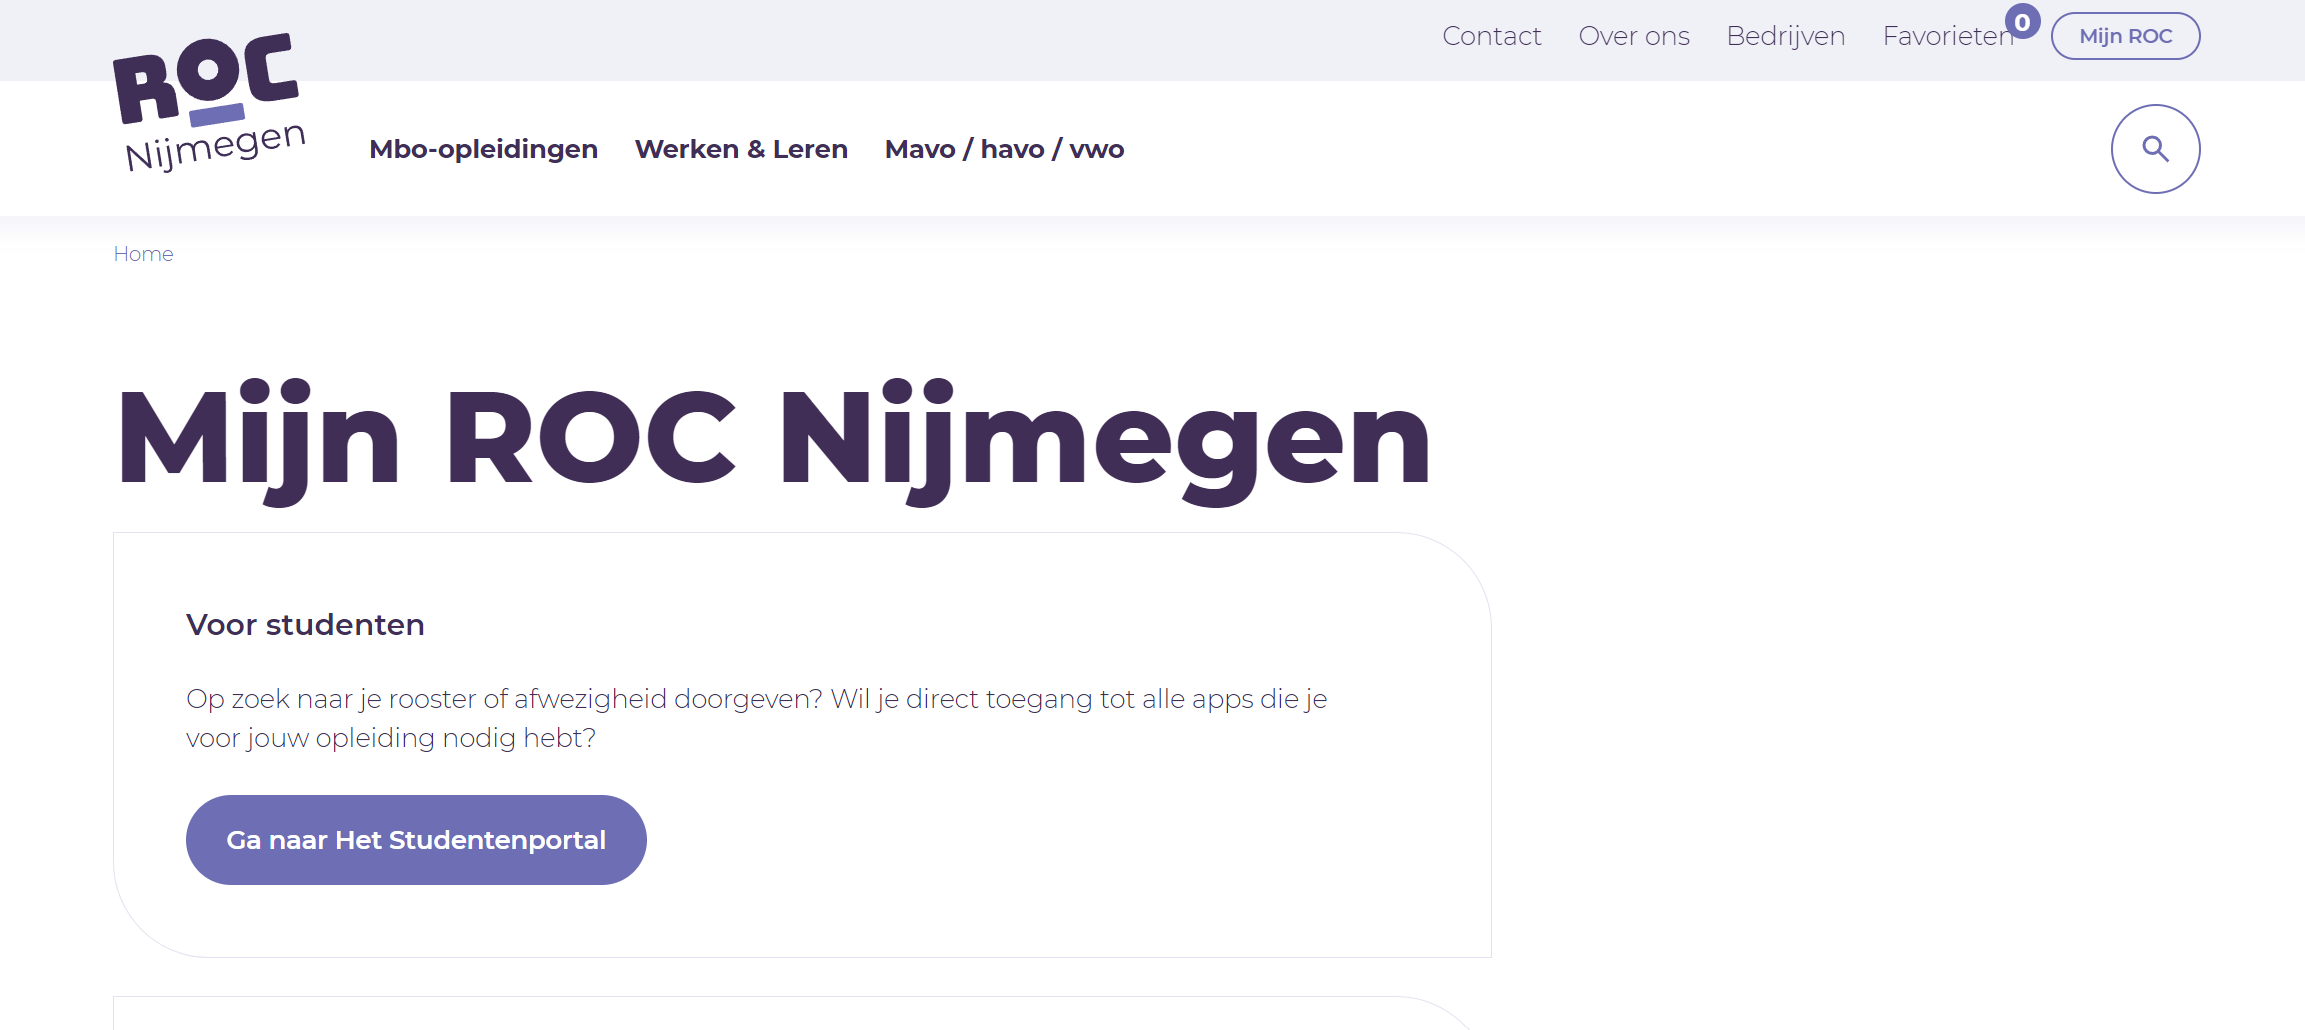 Contact Over ons Bedrijven Favorieten 0 Mijn ROC
ROC
Nijmegen
Mbo-opleidingen Werken & Leren Mavo / havo / vwo
Home
Mijn ROC Nijmegen
Voor studenten
Op zoek naar je rooster of afwezigheid doorgeven? Wil je direct toegang tot alle apps die je
voor jouw opleiding nodig hebt?
Ga naar Het Studentenportal